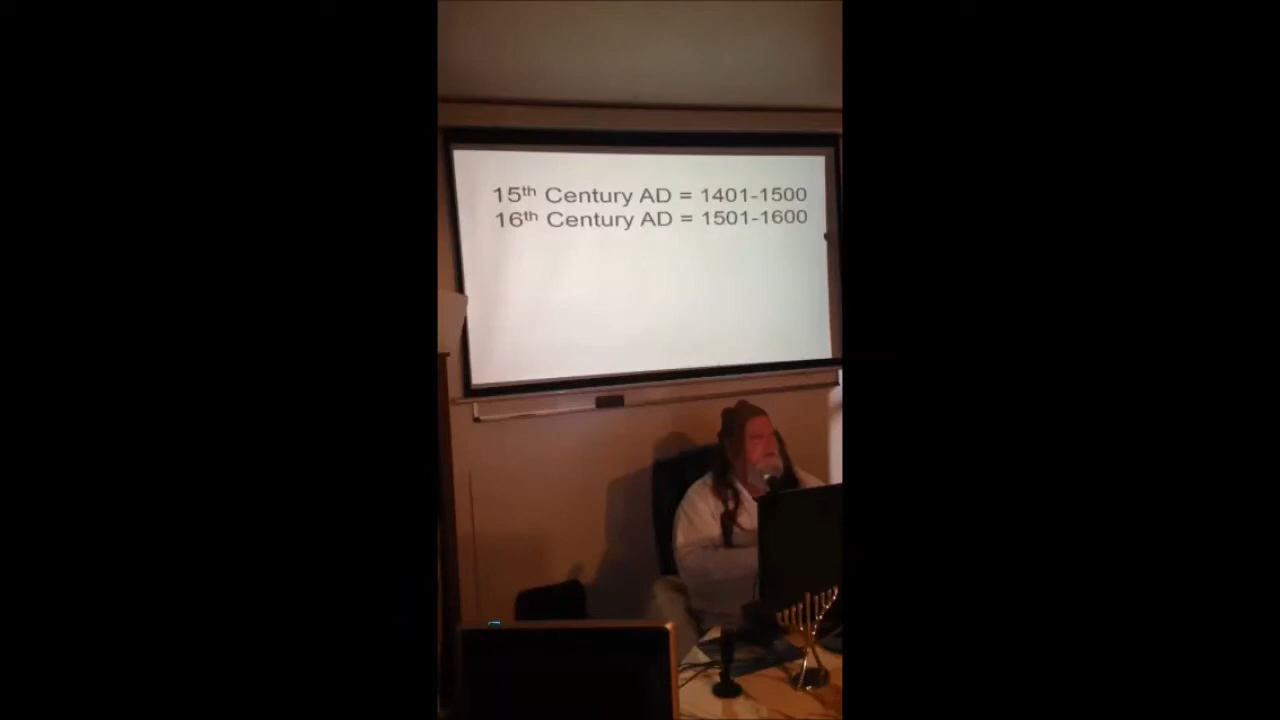 15th Century AD = 1401-1500
16th Century AD = 1501-1600